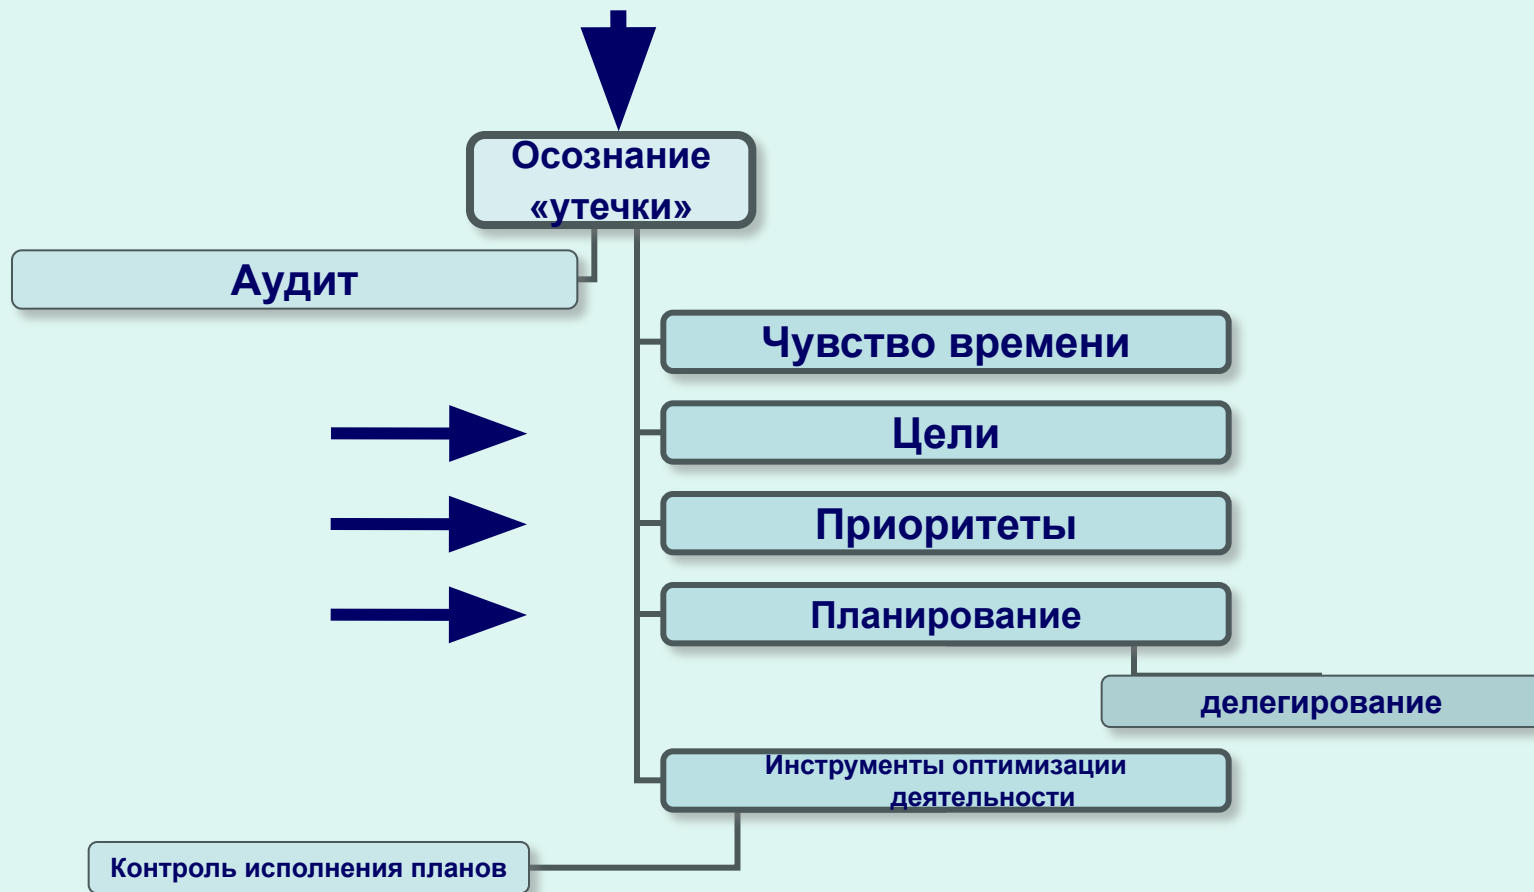 Осознание
«утечки»
Аудит
Чувство времени
Цели
Приоритеты
Планирование
делегирование
Инструменты оптимизации
деятельности
Контроль исполнения планов